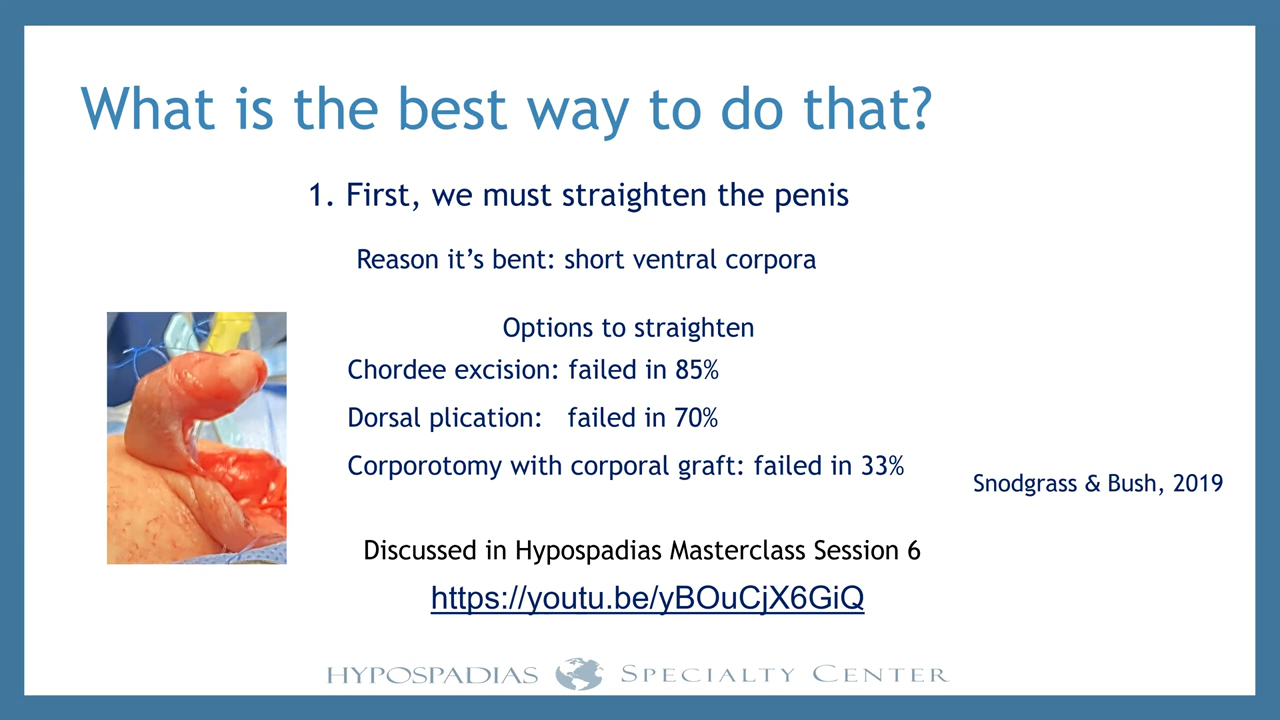 What is the best way to do that?
1. First, we must straighten the penis
Reason it’s bent: short ventral corpora
Options to straighten
Chordee excision: failed in 85%
Dorsal plication: failed in 70%
Corporotomy with corporal graft: failed in 33%
Snodgrass & Bush, 2019
Discussed in Hypospadias Masterclass Session 6
https://youtu.be/yBOuCjX6GiQ
HYPOSPADIAS SPECIALTY CENTER